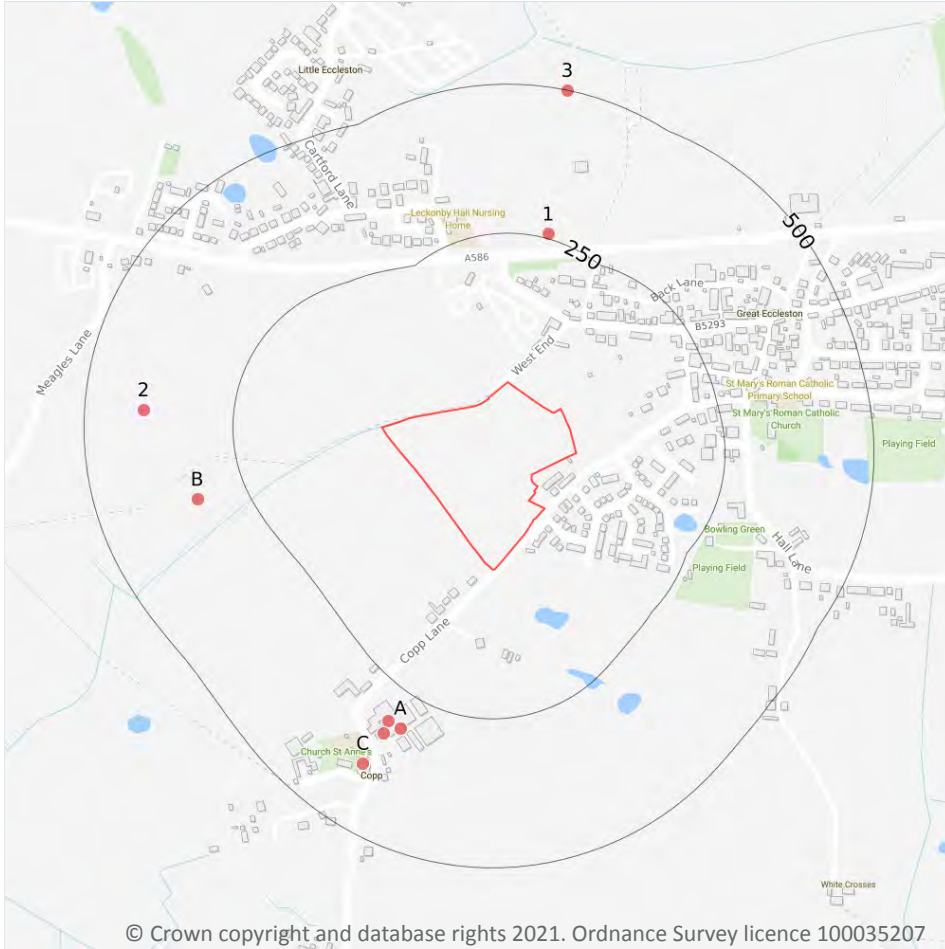 3
Little Eccleston
Cartford Lane
Leckonby Hall Nursing
Home
1
500
250
A586
Back Lane
Great Eccleston
B5293
West End
Meagles Lane
St Mary's Roman Catholic
Primary School
St Mary's Roman Catholic
Church
2
Playing Field
B
Bowling Green
Hall Lane
Playing Field
Copp Lane
A
C
Church St Anne's
Copp
White Crosses
© Crown copyright and database rights 2021. Ordnance Survey licence 100035207